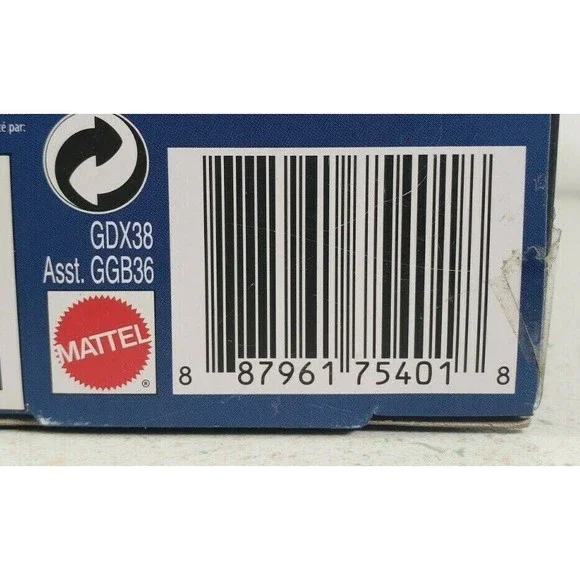 té par:
GDX38
Asst. GGB36
MATTEL
®
8 87961 75401 8